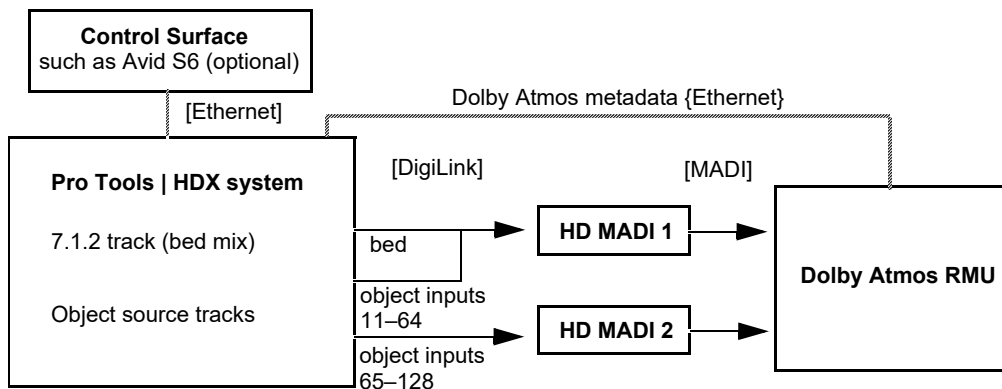 Control Surface
such as Avid S6 (optional)
[Ethernet]
Dolby Atmos metadata {Ethernet}
Pro Tools | HDX system
[DigiLink]
[MADI]
7.1.2 track (bed mix)
bed
HD MADI 1
Dolby Atmos RMU
Object source tracks
object inputs
11–64
HD MADI 2
object inputs
65–128